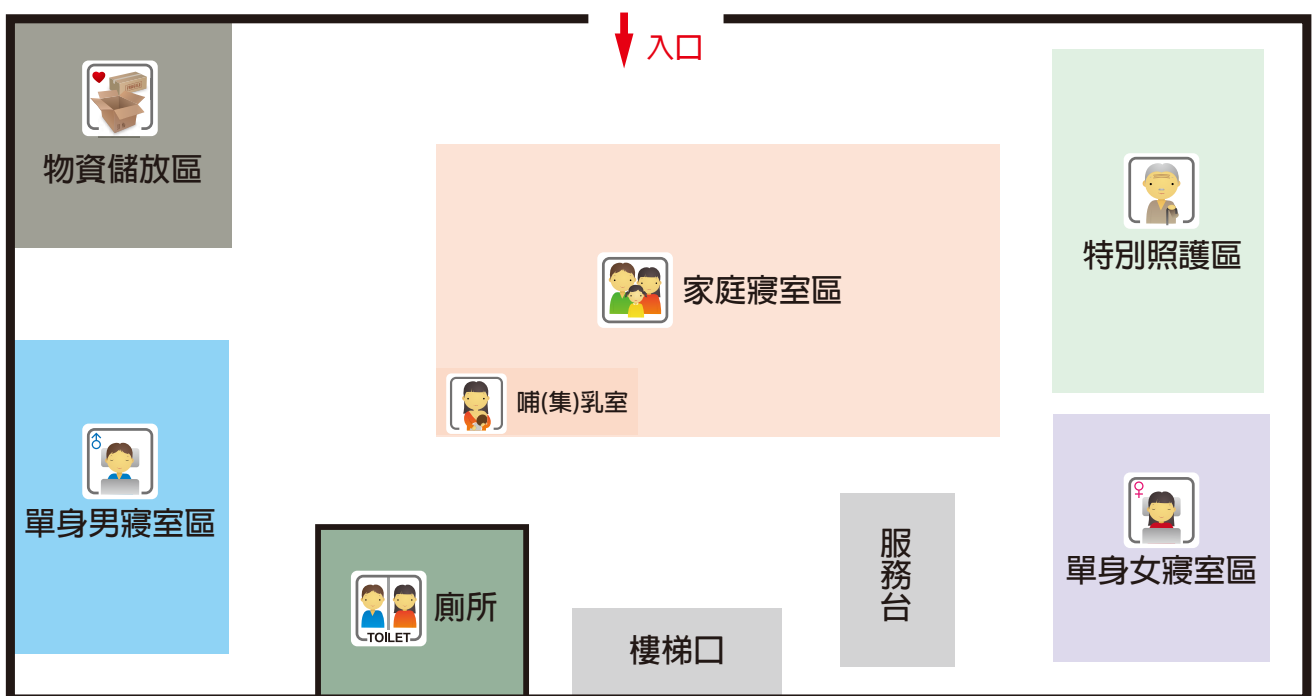 入口
物資儲放區
特別照護區
家庭寢室區
哺(集)乳室
單身男寢室區
單身女寢室區
服務台
TOILET
廁所
樓梯口